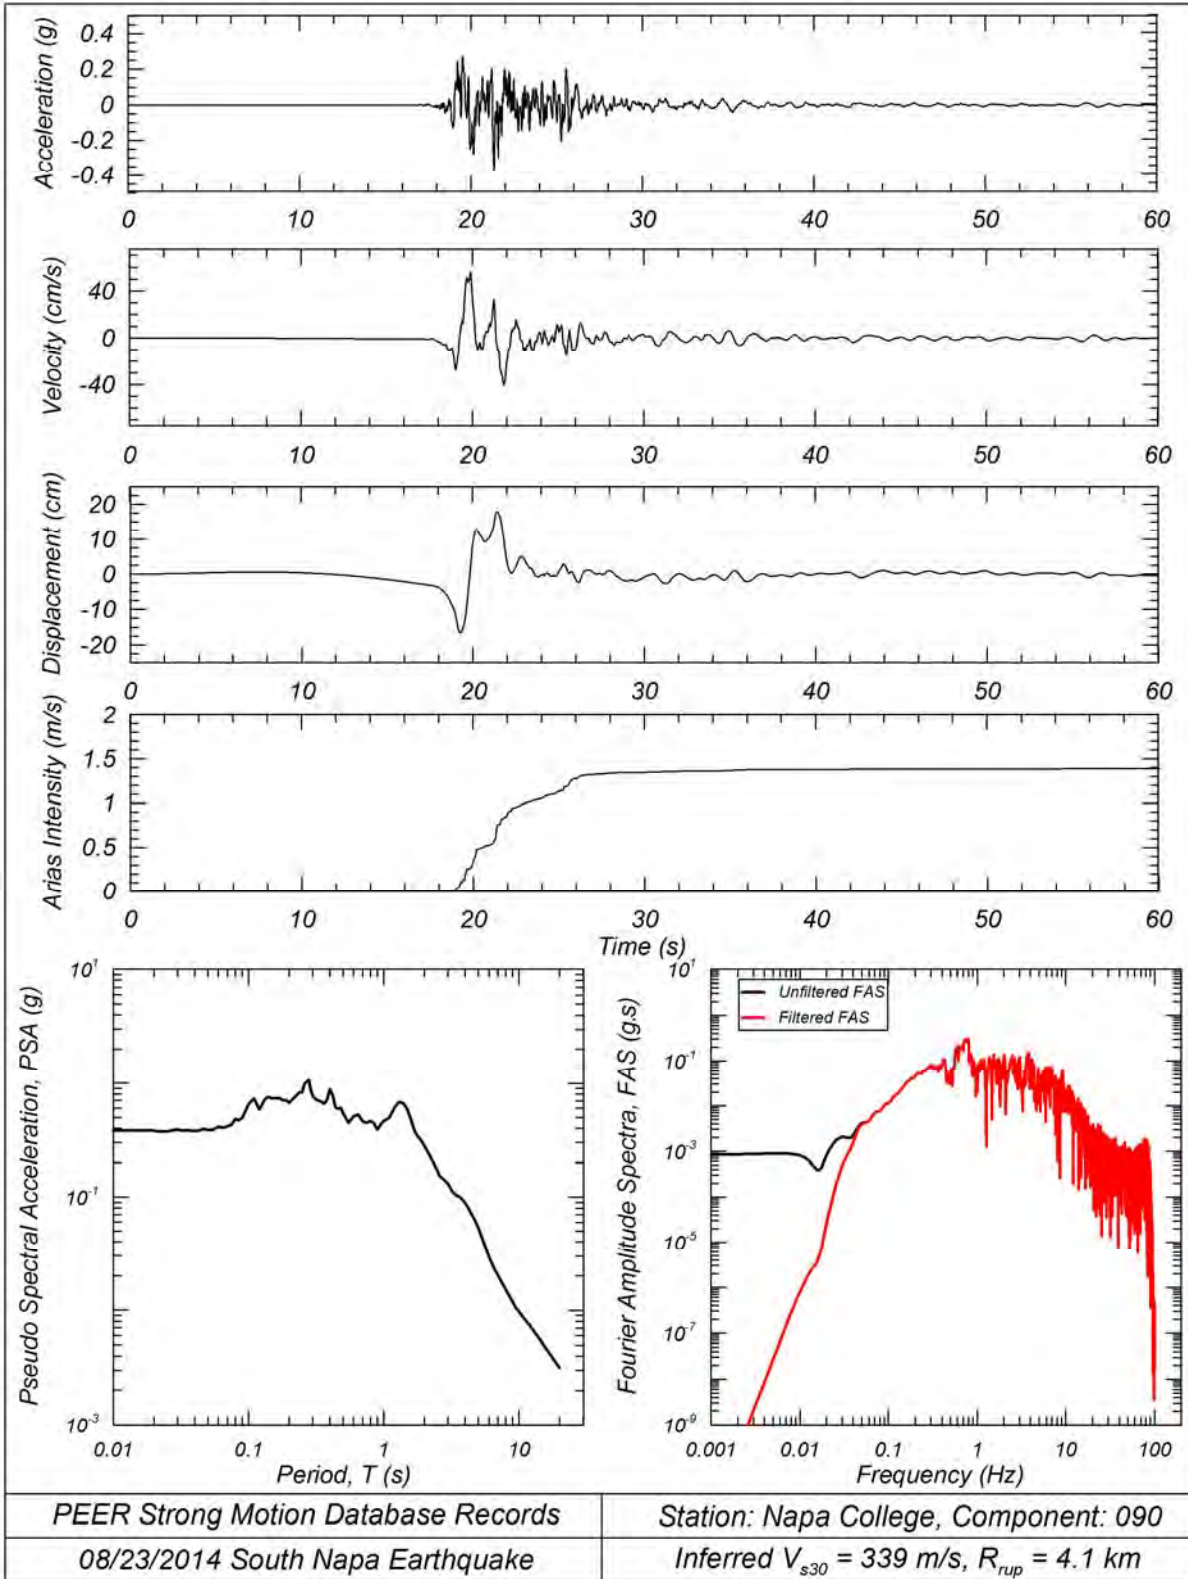 Acceleration (g)
0.4
0.2
0
-0.2
-0.4
0 10 20 30 40 50 60
Velocity (cm/s)
40
0
-40
0 10 20 30 40 50 60
Displacement (cm)
20
10
0
-10
-20
0 10 20 30 40 50 60
Arias Intensity (m/s)
2
1.5
1
0.5
0
0 10 20 30 40 50 60
Time (s)
Pseudo Spectral Acceleration, PSA (g)
10¹
10⁻¹
10⁻³
0.01 0.1 1 10
Period, T (s)
Fourier Amplitude Spectra, FAS (g.s)
10¹
10⁻¹
10⁻³
10⁻⁵
10⁻⁷
10⁻⁹
Unfiltered FAS
Filtered FAS
0.001 0.01 0.1 1 10 100
Frequency (Hz)
PEER Strong Motion Database Records
Station: Napa College, Component: 090
08/23/2014 South Napa Earthquake
Inferred Vs30 = 339 m/s, Rrup = 4.1 km